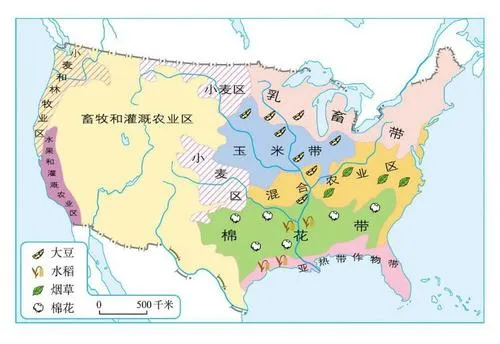 小麦和林牧业区
小麦区
乳畜带
畜牧和灌溉农业区
玉米带
水果和灌溉农业区
小麦区
混合农业区
棉花带
亚热带作物带
大豆
水稻
烟草
棉花
0 500千米